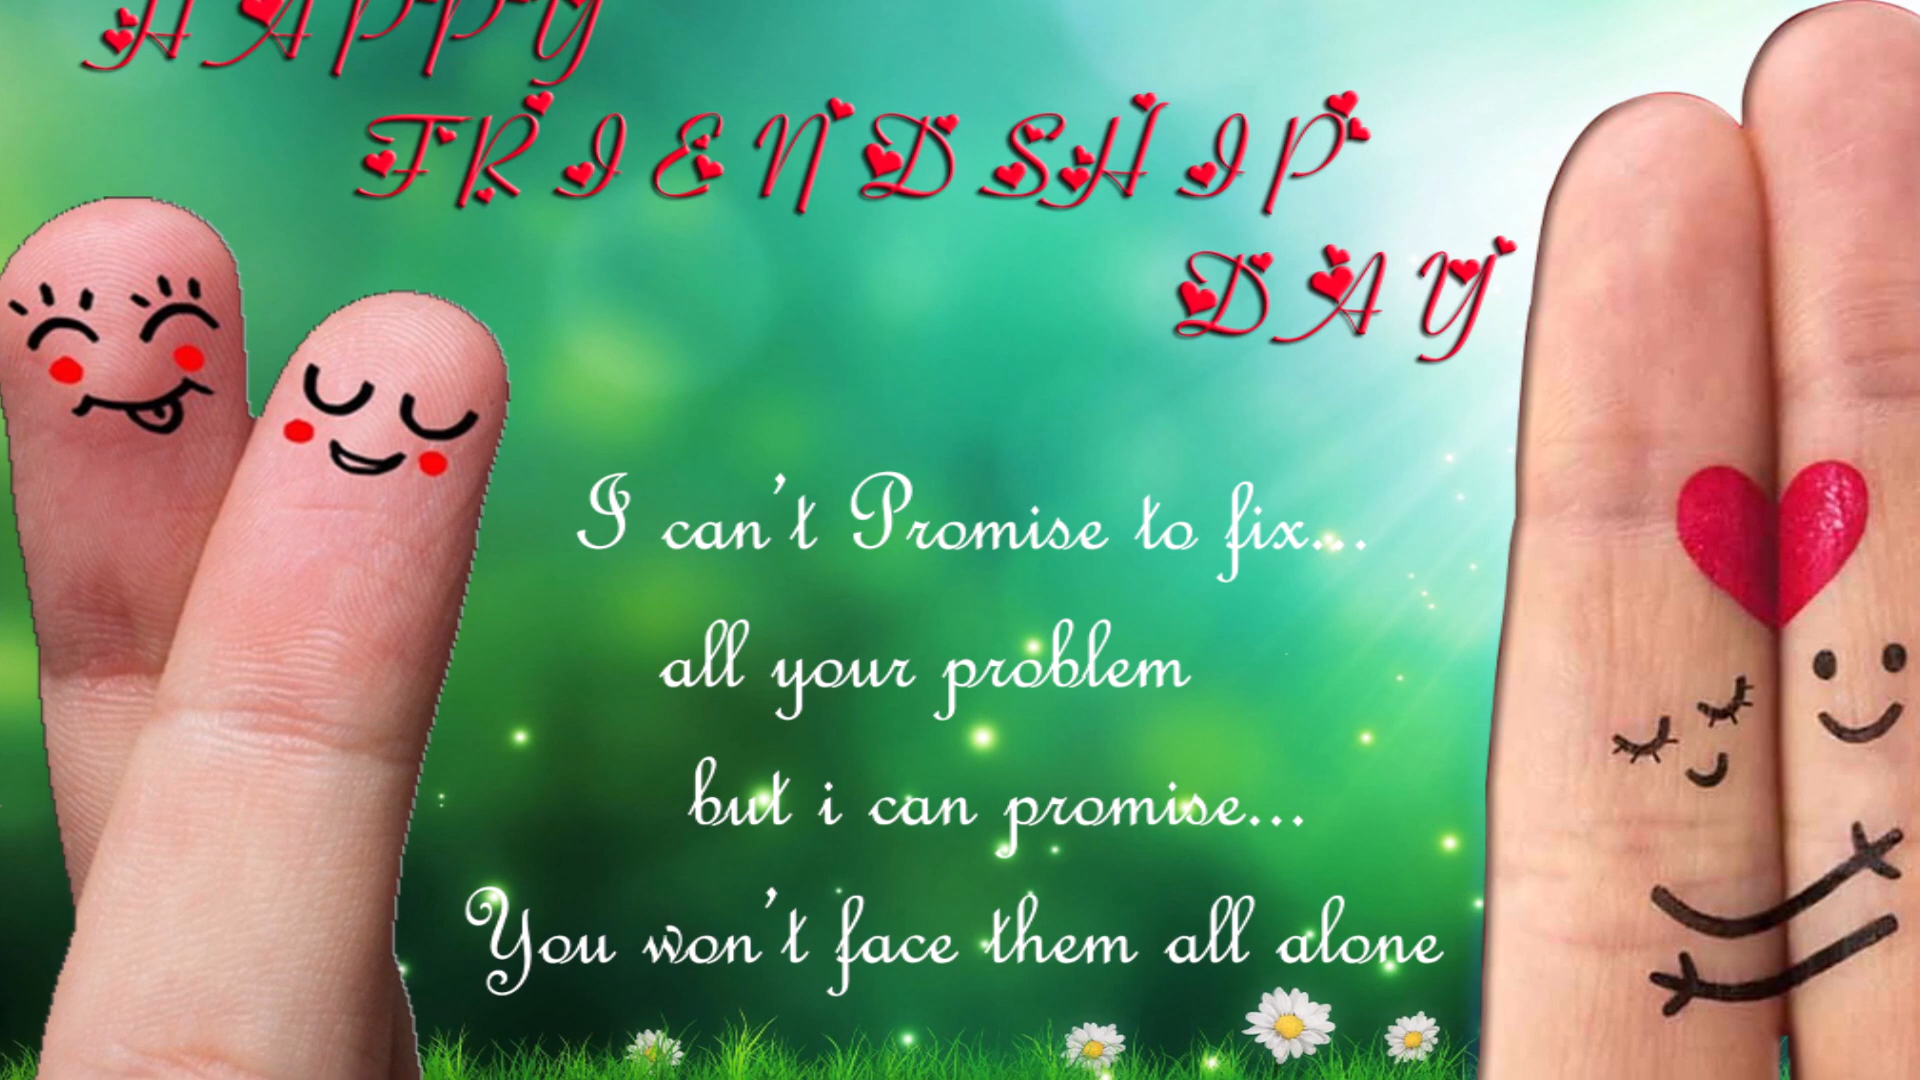 HAPPY
FRIENDSHIP
DAY
I can't Promise to fix...
all your problem
but i can promise...
You won't face them all alone